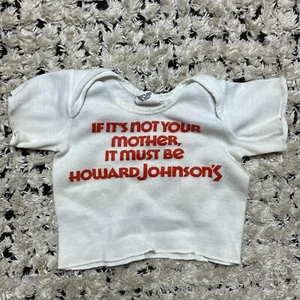 IF IT'S NOT YOUR
MOTHER,
IT MUST BE
HOWARD JOHNSON'S